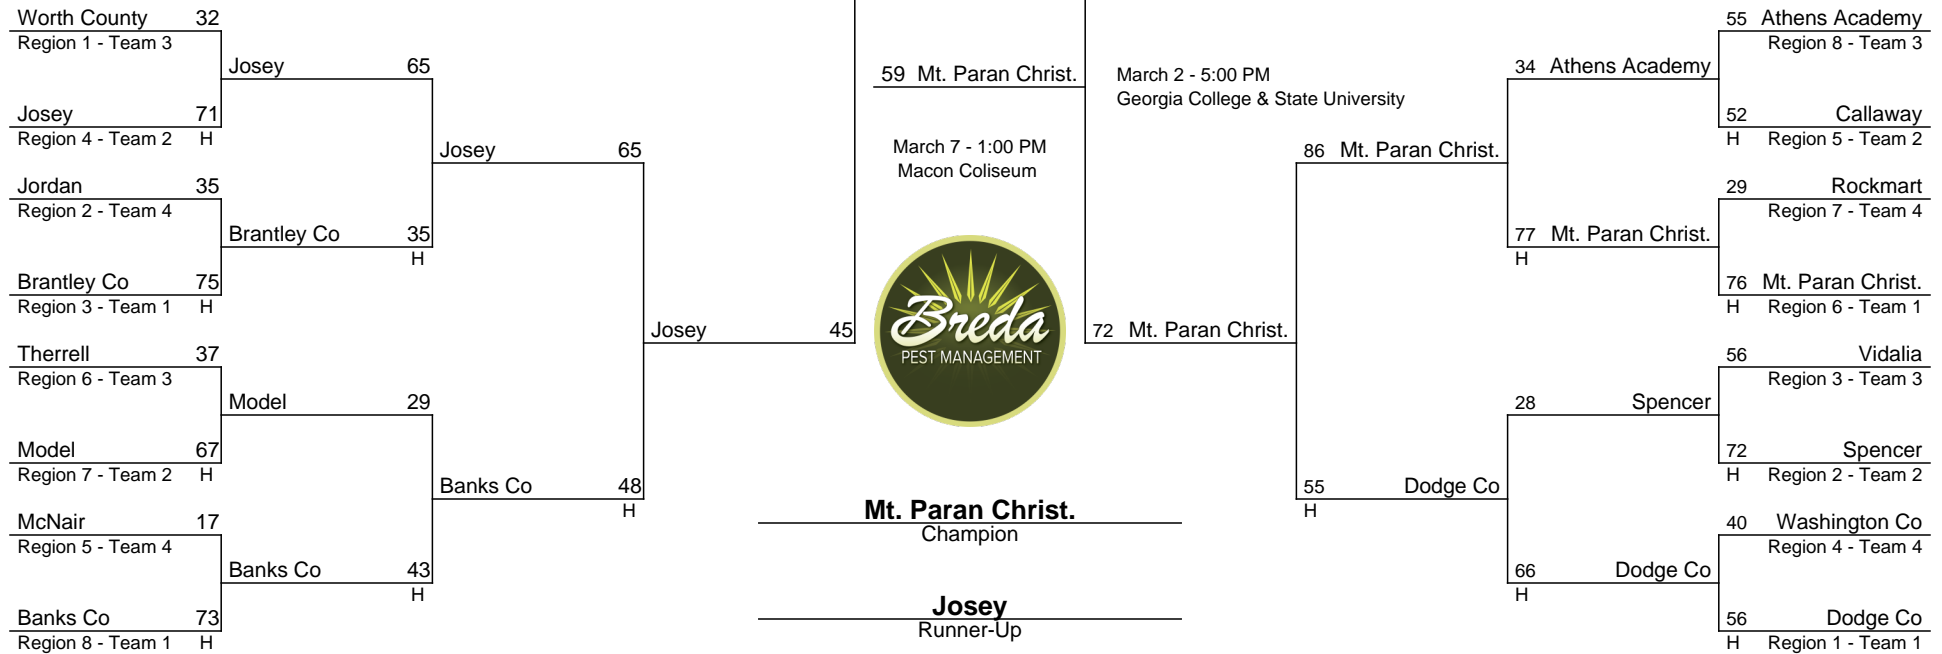 Worth County 32
Region 1 - Team 3
Josey 65
Josey 71
Region 4 - Team 2 H
Josey 65
Jordan 35
Region 2 - Team 4
Brantley Co 35
H
Brantley Co 75
Region 3 - Team 1 H
Josey 45
Therrell 37
Region 6 - Team 3
Model 29
Model 67
Region 7 - Team 2 H
Banks Co 48
H
McNair 17
Region 5 - Team 4
Banks Co 43
H
Banks Co 73
Region 8 - Team 1 H
59 Mt. Paran Christ.
March 7 - 1:00 PM
Macon Coliseum
Breda
PEST MANAGEMENT
Mt. Paran Christ.
Champion
Josey
Runner-Up
March 2 - 5:00 PM
Georgia College & State University
55 Athens Academy
Region 8 - Team 3
34 Athens Academy
52 Callaway
H Region 5 - Team 2
86 Mt. Paran Christ.
29 Rockmart
Region 7 - Team 4
77 Mt. Paran Christ.
H
76 Mt. Paran Christ.
H Region 6 - Team 1
72 Mt. Paran Christ.
56 Vidalia
Region 3 - Team 3
28 Spencer
72 Spencer
H Region 2 - Team 2
55 Dodge Co
H
40 Washington Co
Region 4 - Team 4
66 Dodge Co
H
56 Dodge Co
H Region 1 - Team 1